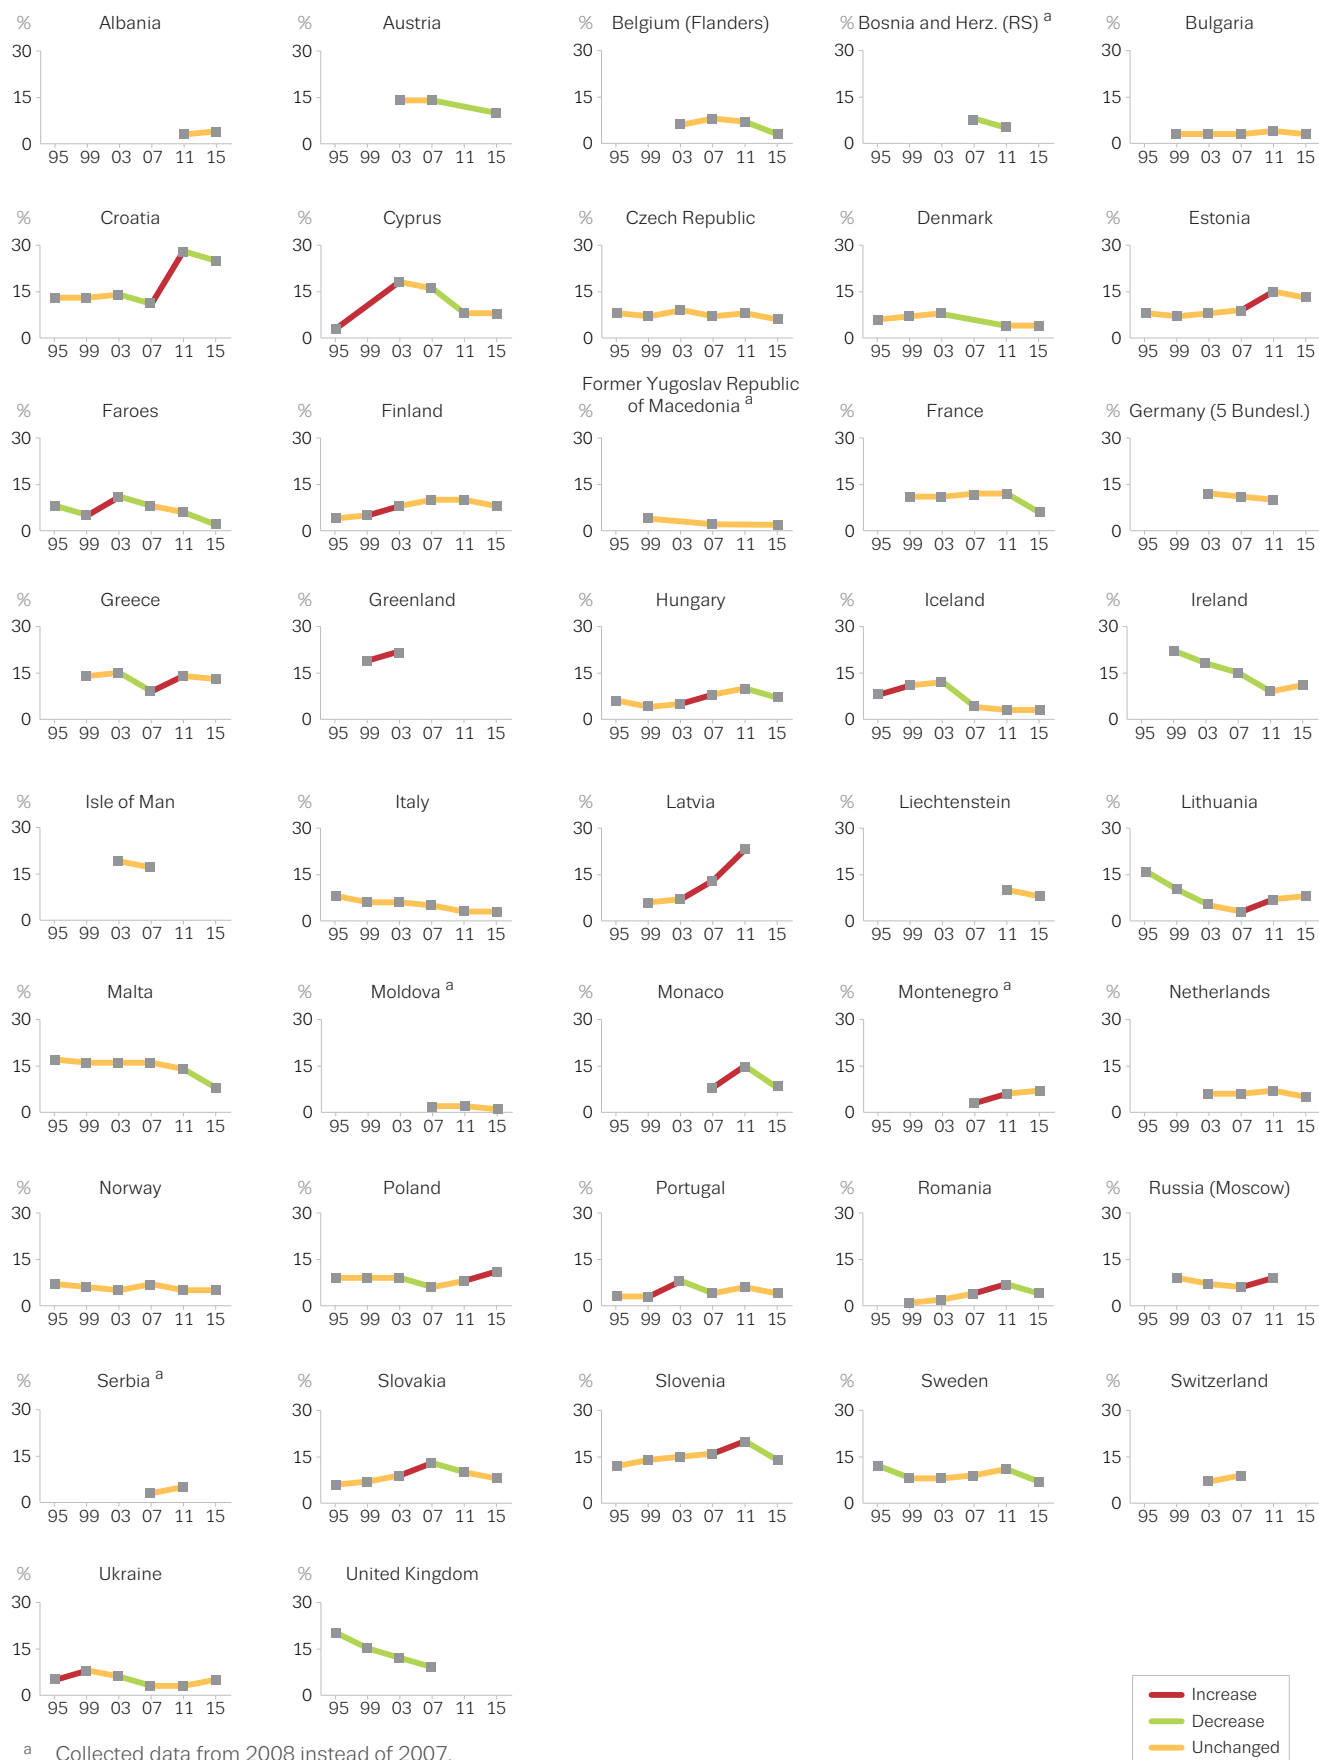 % Albania
30
15
0
95 99 03 07 11 15
% Austria
30
15
0
95 99 03 07 11 15
% Belgium (Flanders)
30
15
0
95 99 03 07 11 15
% Bosnia and Herz. (RS) a
30
15
0
95 99 03 07 11 15
% Bulgaria
30
15
0
95 99 03 07 11 15
% Croatia
30
15
0
95 99 03 07 11 15
% Cyprus
30
15
0
95 99 03 07 11 15
% Czech Republic
30
15
0
95 99 03 07 11 15
% Denmark
30
15
0
95 99 03 07 11 15
% Estonia
30
15
0
95 99 03 07 11 15
% Faroes
30
15
0
95 99 03 07 11 15
% Finland
30
15
0
95 99 03 07 11 15
Former Yugoslav Republic
% of Macedonia a
30
15
0
95 99 03 07 11 15
% France
30
15
0
95 99 03 07 11 15
% Germany (5 Bundesl.)
30
15
0
95 99 03 07 11 15
% Greece
30
15
0
95 99 03 07 11 15
% Greenland
30
15
0
95 99 03 07 11 15
% Hungary
30
15
0
95 99 03 07 11 15
% Iceland
30
15
0
95 99 03 07 11 15
% Ireland
30
15
0
95 99 03 07 11 15
% Isle of Man
30
15
0
95 99 03 07 11 15
% Italy
30
15
0
95 99 03 07 11 15
% Latvia
30
15
0
95 99 03 07 11 15
% Liechtenstein
30
15
0
95 99 03 07 11 15
% Lithuania
30
15
0
95 99 03 07 11 15
% Malta
30
15
0
95 99 03 07 11 15
% Moldova a
30
15
0
95 99 03 07 11 15
% Monaco
30
15
0
95 99 03 07 11 15
% Montenegro a
30
15
0
95 99 03 07 11 15
% Netherlands
30
15
0
95 99 03 07 11 15
% Norway
30
15
0
95 99 03 07 11 15
% Poland
30
15
0
95 99 03 07 11 15
% Portugal
30
15
0
95 99 03 07 11 15
% Romania
30
15
0
95 99 03 07 11 15
% Russia (Moscow)
30
15
0
95 99 03 07 11 15
% Serbia a
30
15
0
95 99 03 07 11 15
% Slovakia
30
15
0
95 99 03 07 11 15
% Slovenia
30
15
0
95 99 03 07 11 15
% Sweden
30
15
0
95 99 03 07 11 15
% Switzerland
30
15
0
95 99 03 07 11 15
% Ukraine
30
15
0
95 99 03 07 11 15
% United Kingdom
30
15
0
95 99 03 07 11 15
Increase
Decrease
Unchanged
a Collected data from 2008 instead of 2007.